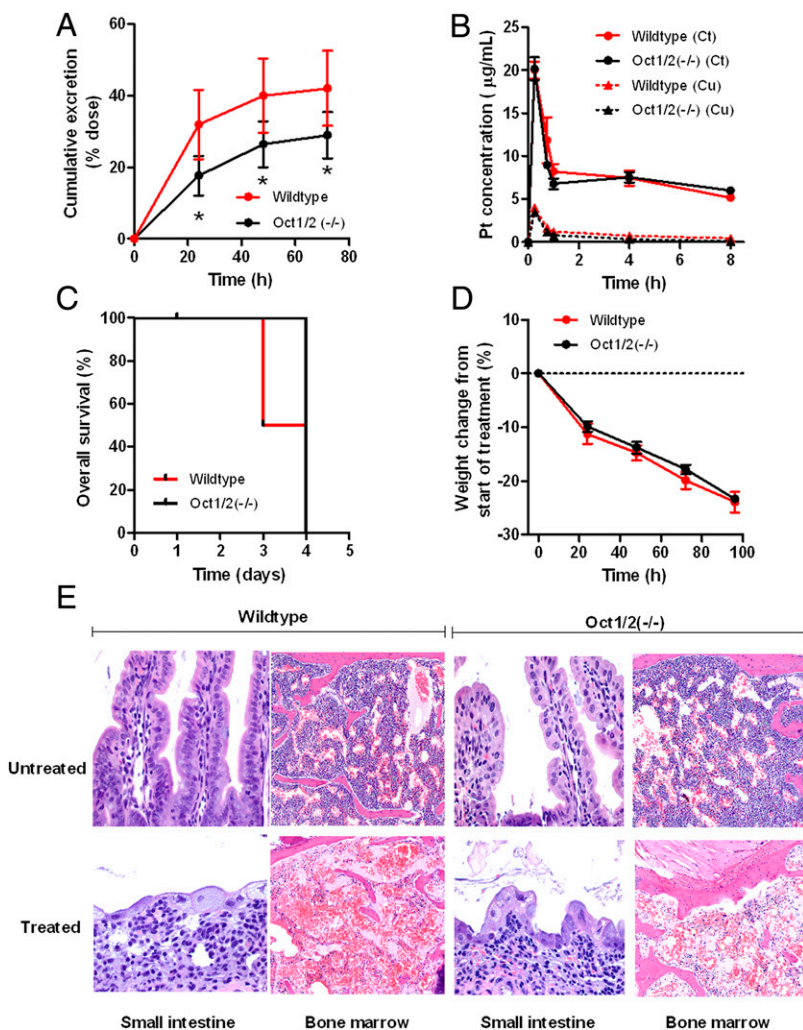 A
Cumulative excretion
(% dose)
60
40
20
0
0 20 40 60 80
Time (h)
* * *
Wildtype
Oct1/2 (-/-)
B
Pt concentration ( µg/mL)
25
20
15
10
5
0
0 2 4 6 8
Time (h)
Wildtype (Ct)
Oct1/2(-/-) (Ct)
Wildtype (Cu)
Oct1/2(-/-) (Cu)
C
Overall survival (%)
100
80
60
40
20
0
0 1 2 3 4 5
Time (days)
Wildtype
Oct1/2(-/-)
D
Weight change from
start of treatment (%)
10
0
-10
-20
-30
0 20 40 60 80 100
Time (h)
Wildtype
Oct1/2(-/-)
E
Wildtype Oct1/2(-/-)
Untreated
Treated
Small intestine Bone marrow Small intestine Bone marrow